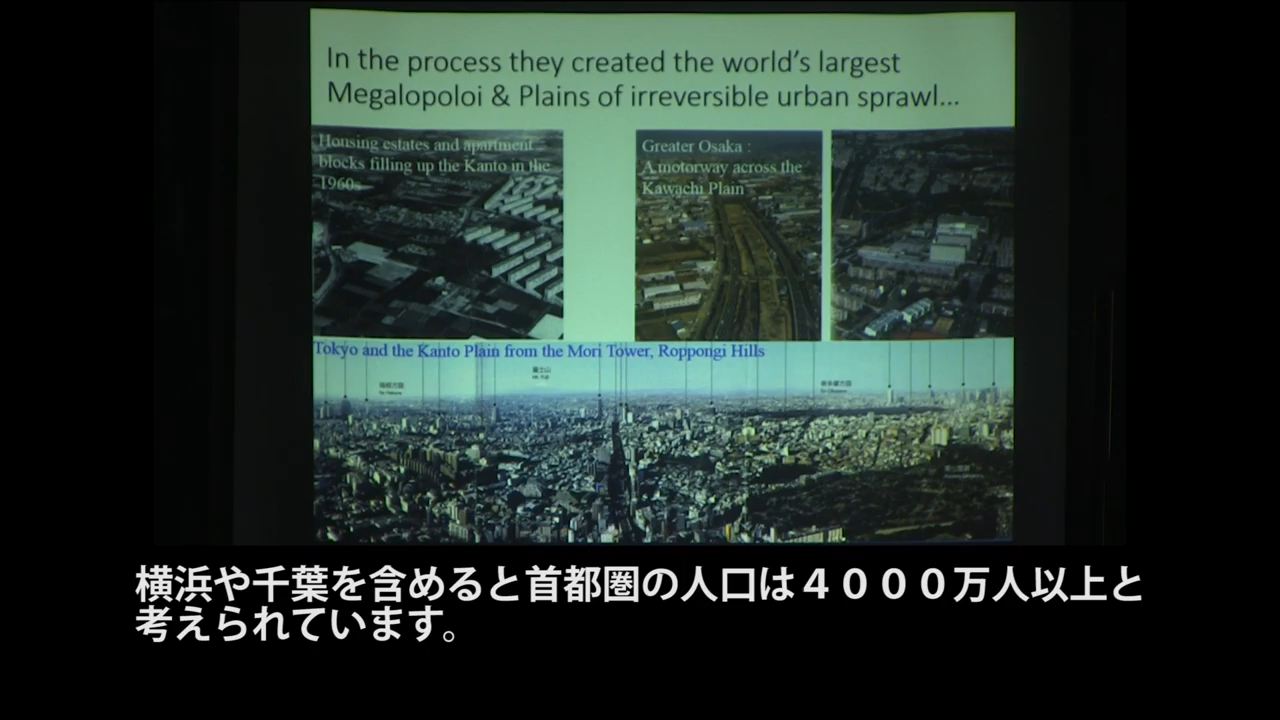 In the process they created the world's largest
Megalopoloi & Plains of irreversible urban sprawl...
Housing estates and apartment
blocks filling up the Kanto in the
1960s
Greater Osaka :
A motorway across the
Kawachi Plain
Tokyo and the Kanto Plain from the Mori Tower, Roppongi Hills
富士山
横浜や千葉を含めると首都圏の人口は４０００万人以上と
考えられています。